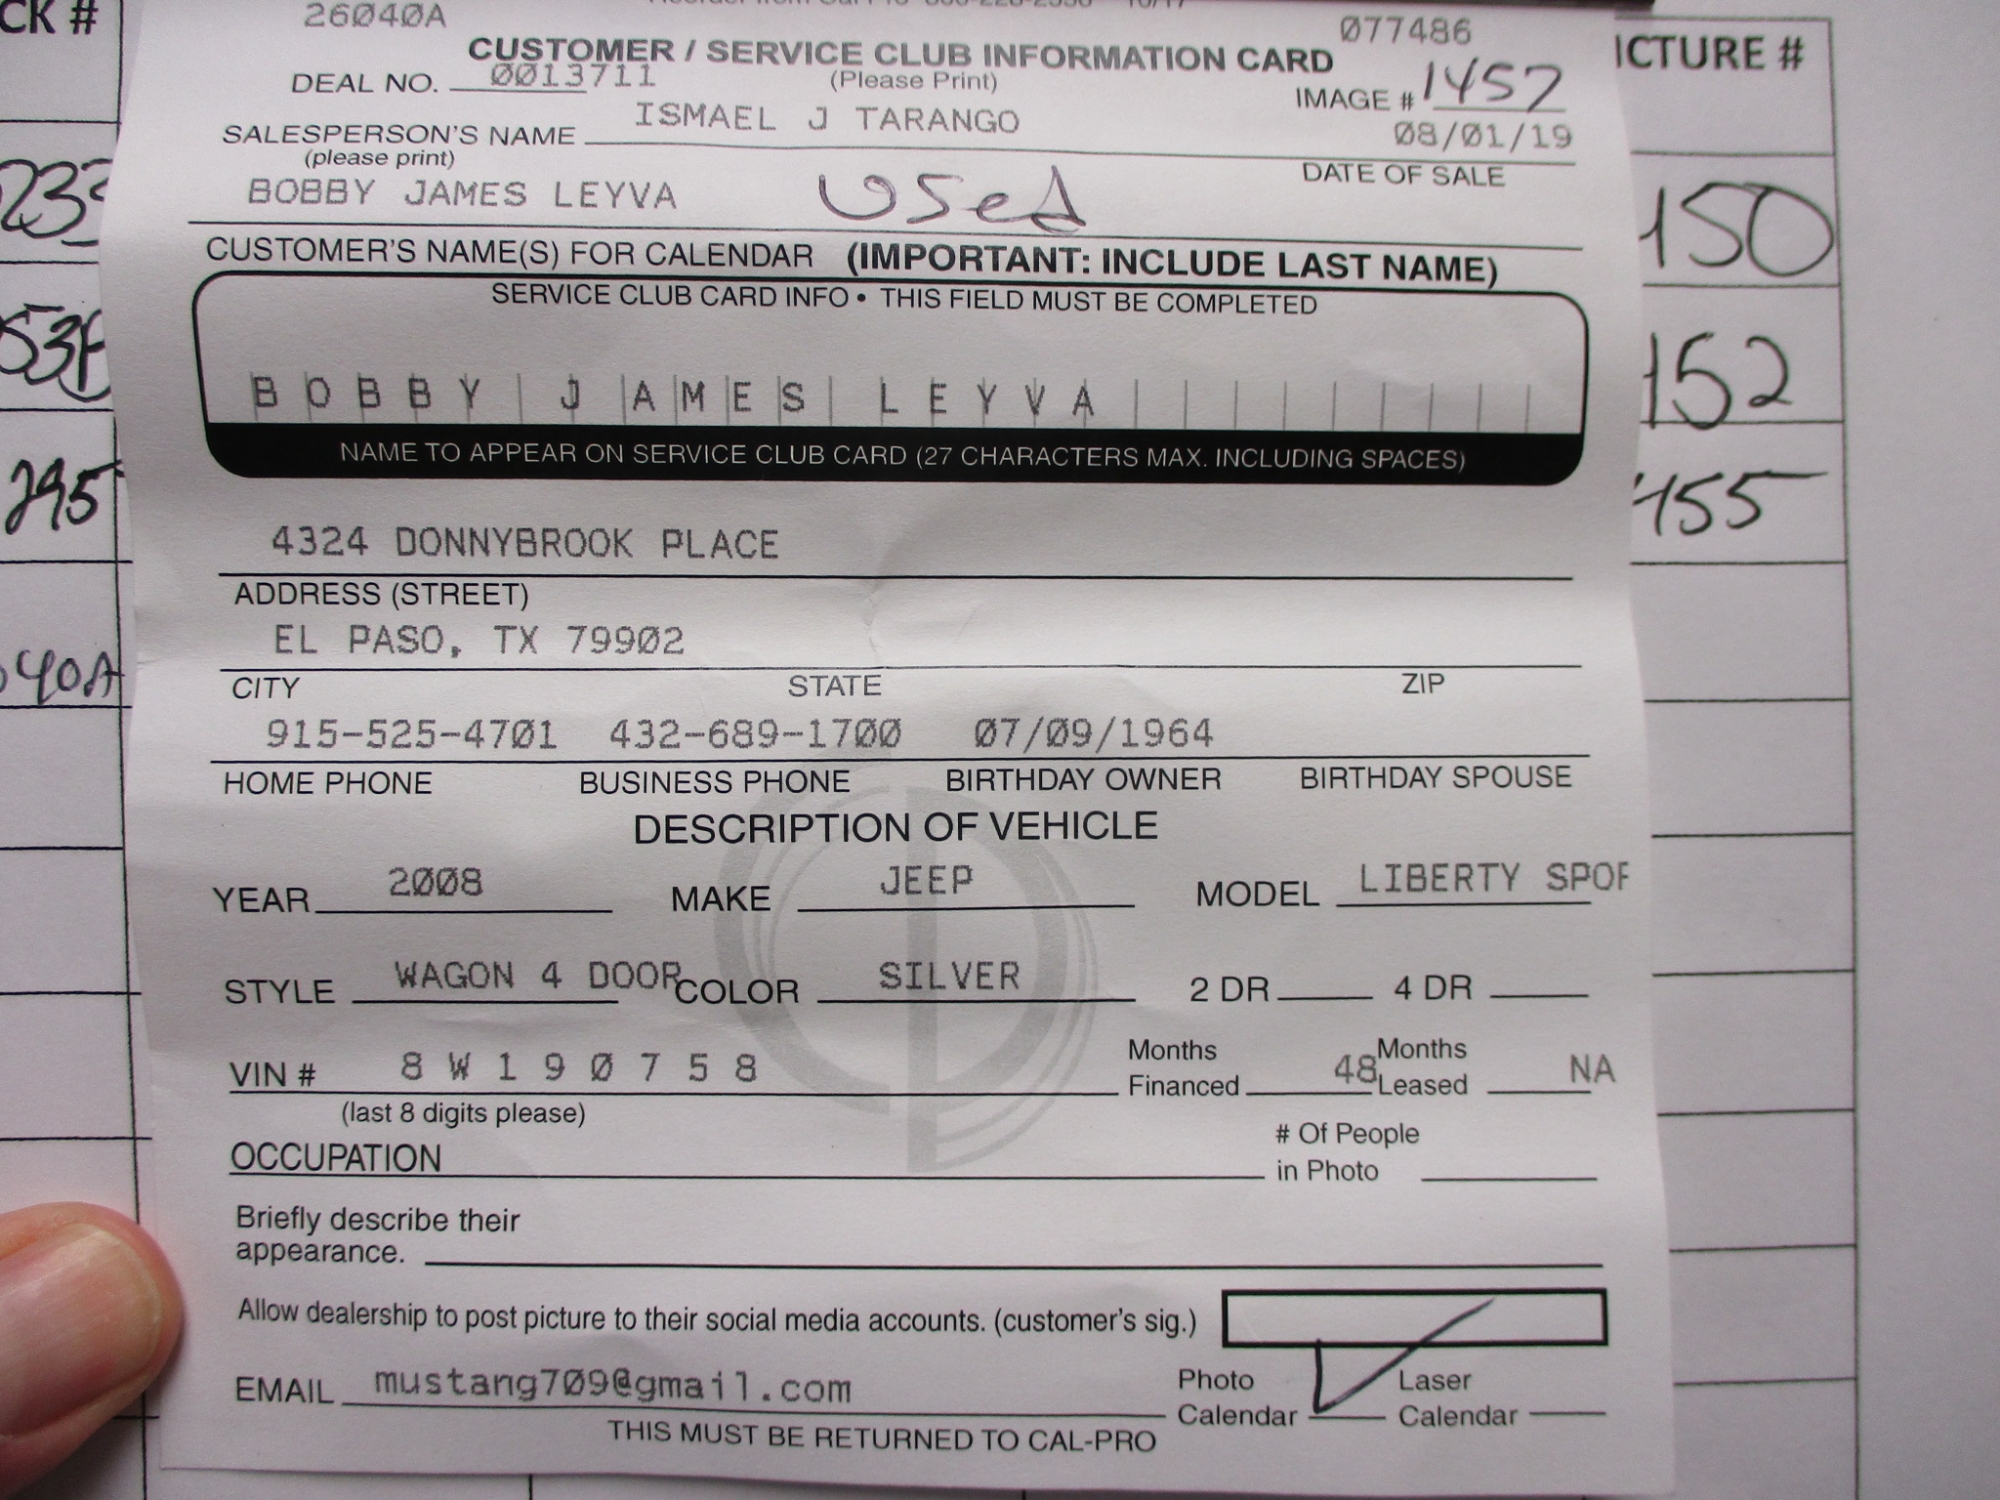 CK #
26040A
077486
ICTURE #
CUSTOMER / SERVICE CLUB INFORMATION CARD
DEAL NO. 0013711 (Please Print) IMAGE # 1457
SALESPERSON'S NAME ISMAEL J TARANGO 08/01/19
(please print) DATE OF SALE
BOBBY JAMES LEYVA Used
CUSTOMER'S NAME(S) FOR CALENDAR (IMPORTANT: INCLUDE LAST NAME)
SERVICE CLUB CARD INFO • THIS FIELD MUST BE COMPLETED
BOBBY JAMES LEYVA
NAME TO APPEAR ON SERVICE CLUB CARD (27 CHARACTERS MAX. INCLUDING SPACES)
4324 DONNYBROOK PLACE
ADDRESS (STREET)
EL PASO, TX 79902
CITY STATE ZIP
915-525-4701 432-689-1700 07/09/1964
HOME PHONE BUSINESS PHONE BIRTHDAY OWNER BIRTHDAY SPOUSE
DESCRIPTION OF VEHICLE
YEAR 2008 MAKE JEEP MODEL LIBERTY SPOR
STYLE WAGON 4 DOOR COLOR SILVER 2 DR 4 DR
VIN # 8W190758 Months Financed 48 Months Leased NA
(last 8 digits please)
OCCUPATION # Of People in Photo
Briefly describe their
appearance.
Allow dealership to post picture to their social media accounts. (customer's sig.)
EMAIL mustang709@gmail.com Photo Calendar Laser Calendar
THIS MUST BE RETURNED TO CAL-PRO
295
40A
150
152
455